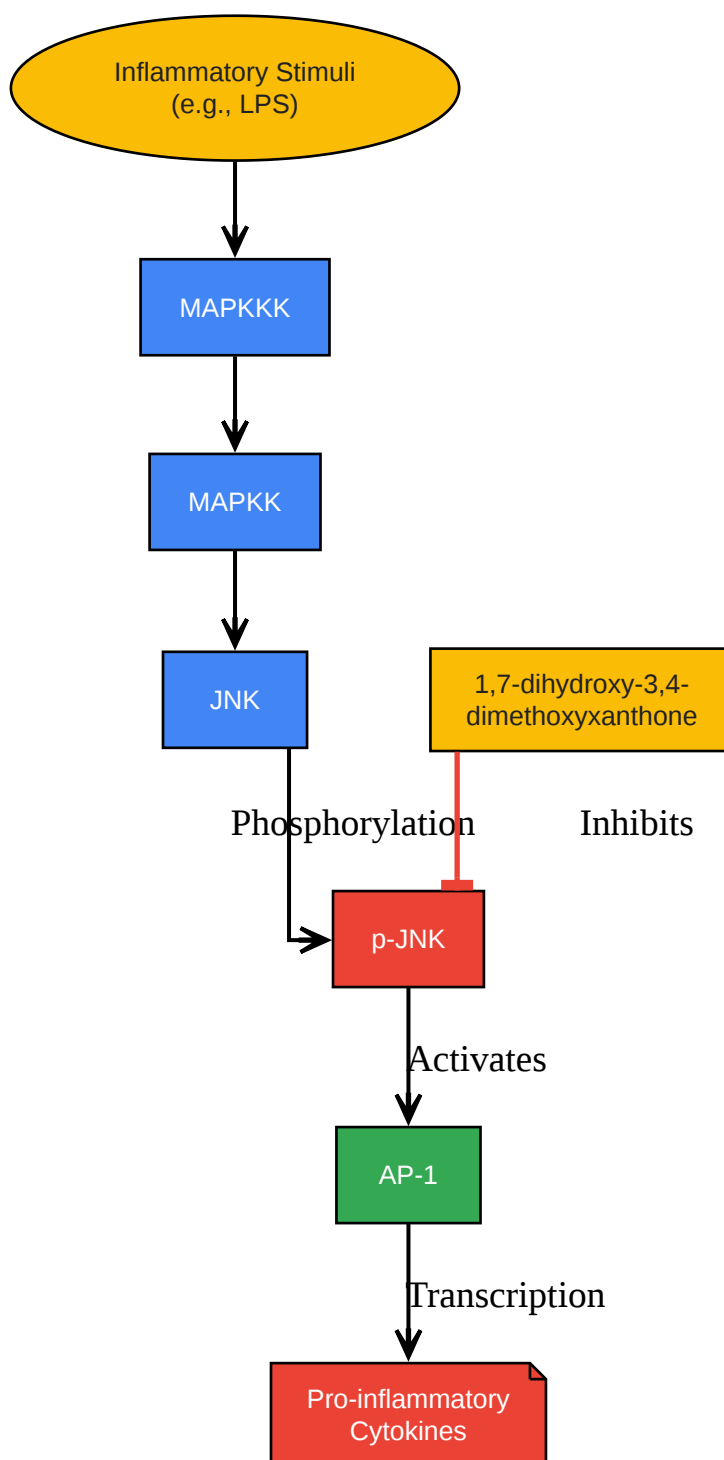 Inflammatory Stimuli
(e.g., LPS)
MAPKKK
MAPKK
JNK
1,7-dihydroxy-3,4-
dimethoxyxanthone
Phosphorylation
Inhibits
p-JNK
Activates
AP-1
Transcription
Pro-inflammatory
Cytokines